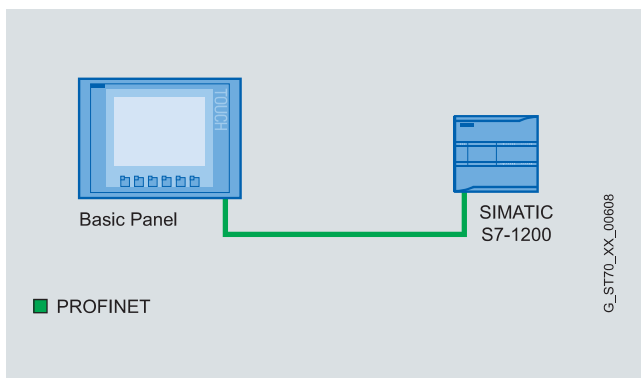 TOUCH
Basic Panel
SIMATIC
S7-1200
PROFINET
G_ST70_XX_00608